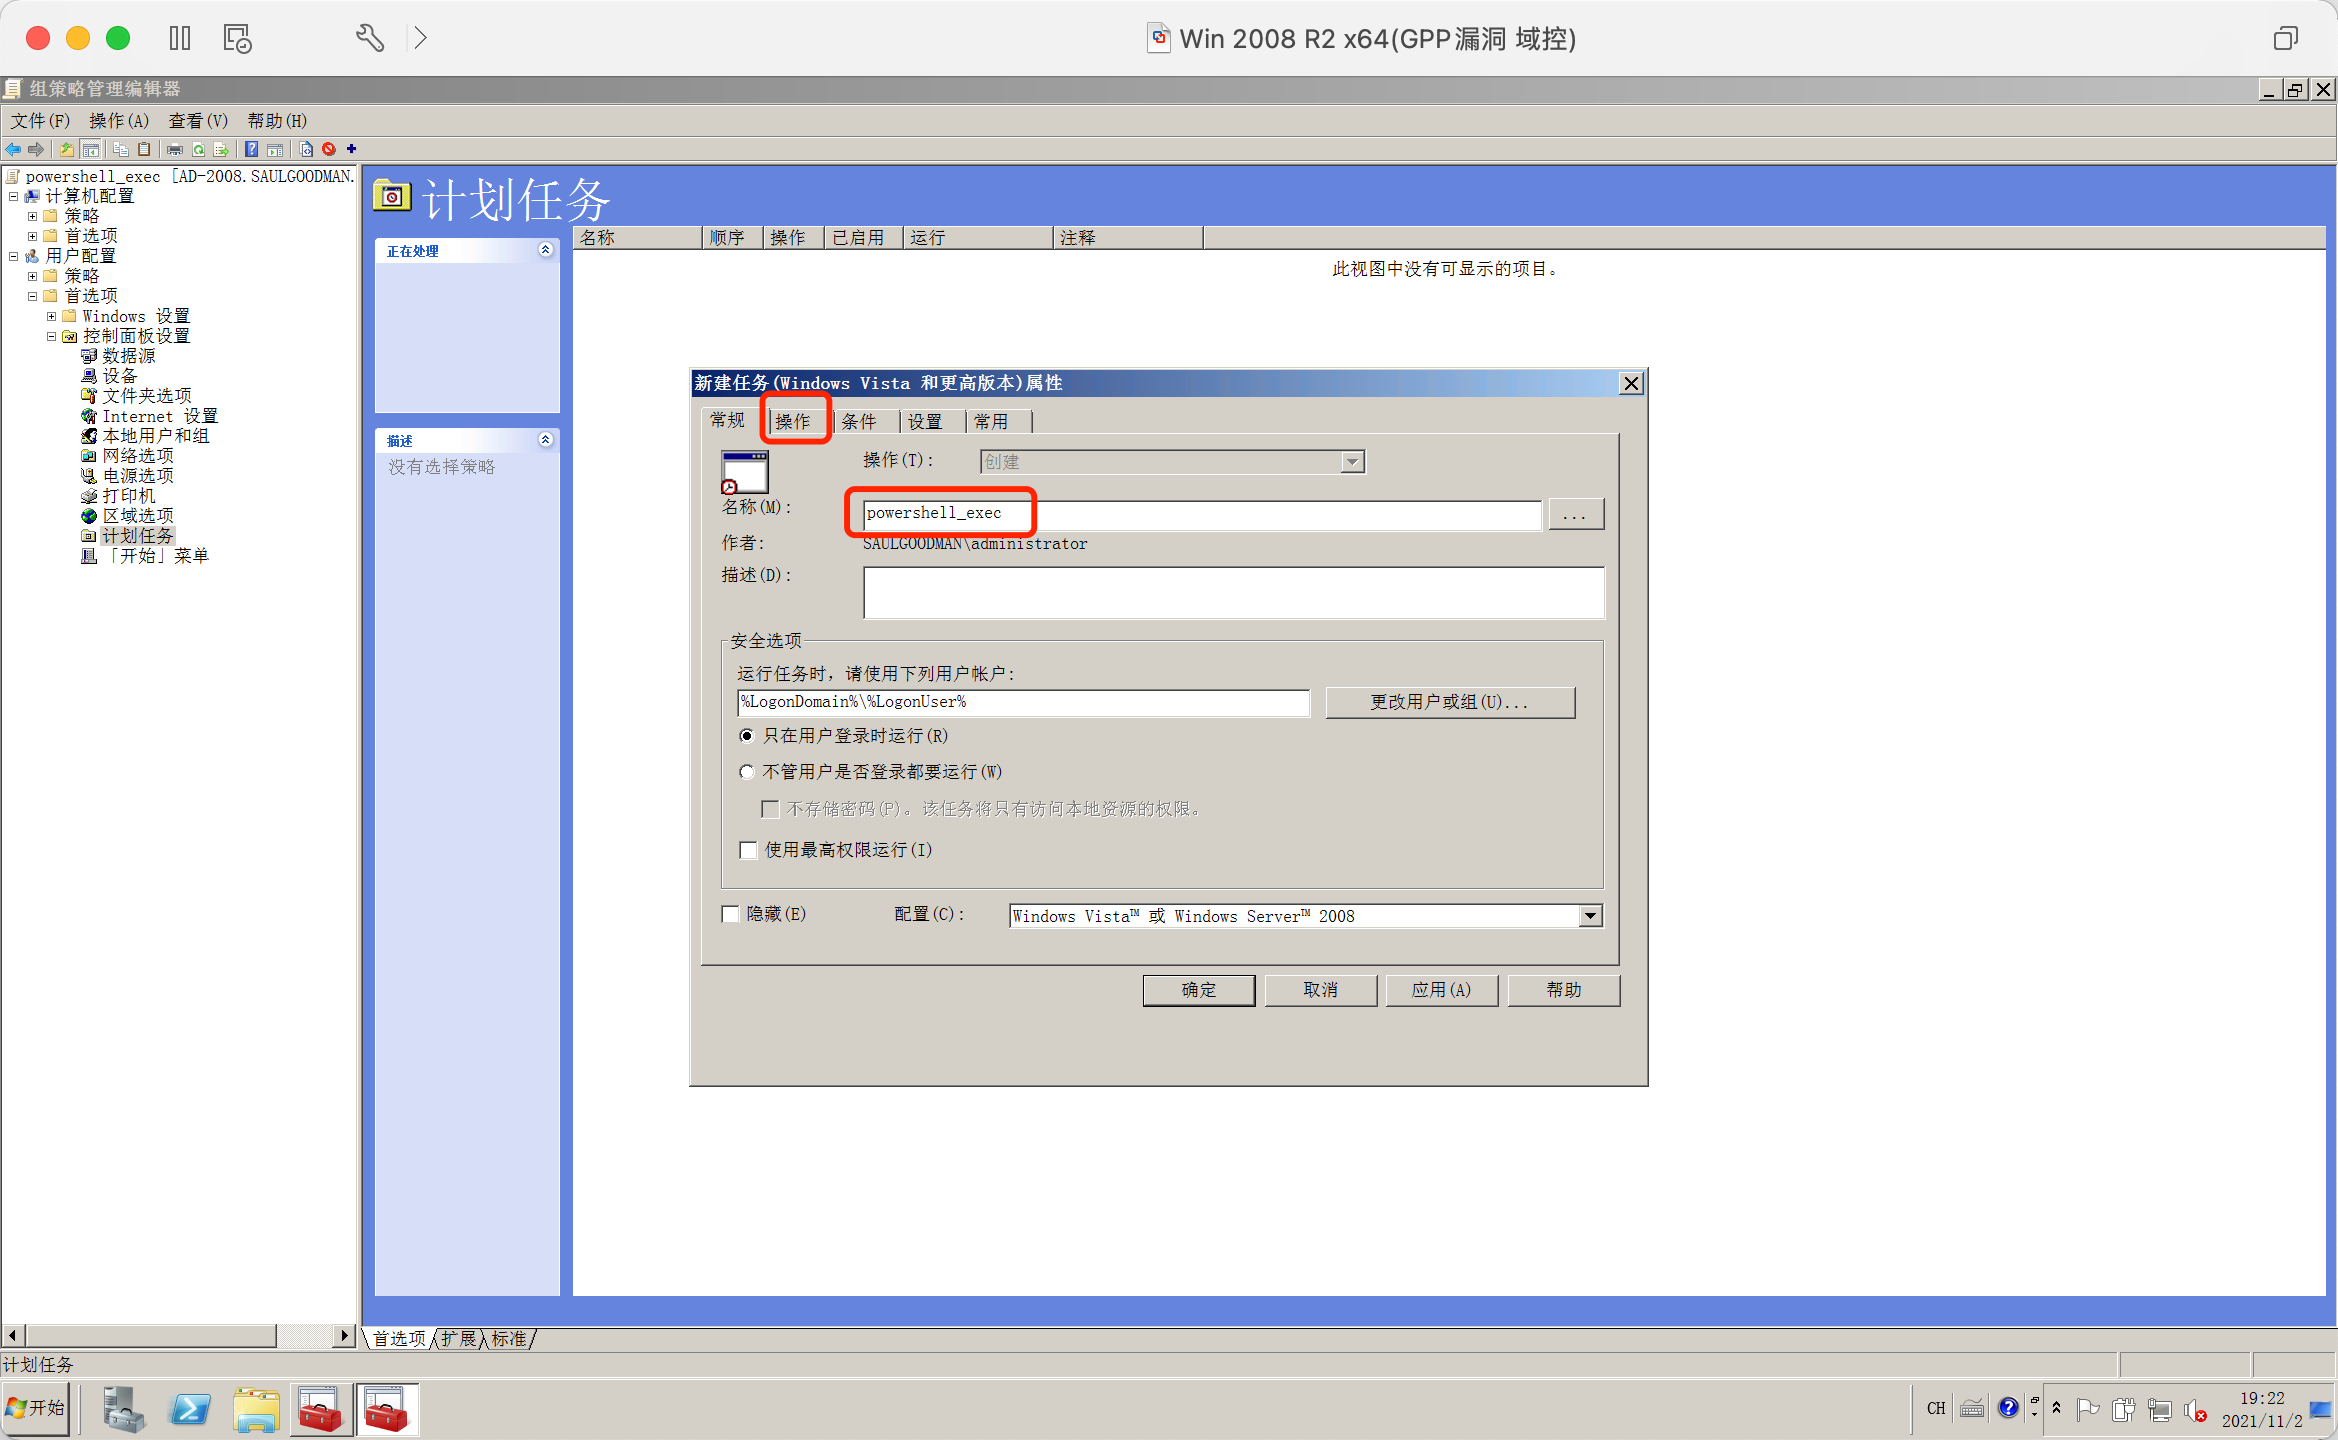 Win 2008 R2 x64(GPP漏洞 域控)
组策略管理编辑器
文件(F) 操作(A) 查看(V) 帮助(H)
powershell_exec [AD-2008.SAULGOODMAN.
计算机配置
策略
首选项
用户配置
策略
首选项
Windows 设置
控制面板设置
数据源
设备
文件夹选项
Internet 设置
本地用户和组
网络选项
电源选项
打印机
区域选项
计划任务
「开始」菜单
计划任务
正在处理
描述
没有选择策略
名称 顺序 操作 已启用 运行 注释
此视图中没有可显示的项目。
新建任务(Windows Vista 和更高版本)属性
常规 操作 条件 设置 常用
操作(T): 创建
名称(M): powershell_exec ...
作者: SAULGOODMAN\administrator
描述(D):
安全选项
运行任务时，请使用下列用户帐户:
%LogonDomain%\%LogonUser% 更改用户或组(U)...
只在用户登录时运行(R)
不管用户是否登录都要运行(W)
不存储密码(P)。该任务将只有访问本地资源的权限。
使用最高权限运行(I)
隐藏(E) 配置(C): Windows Vista™ 或 Windows Server™ 2008
确定 取消 应用(A) 帮助
首选项 扩展 标准
计划任务
开始 CH 19:22
2021/11/2